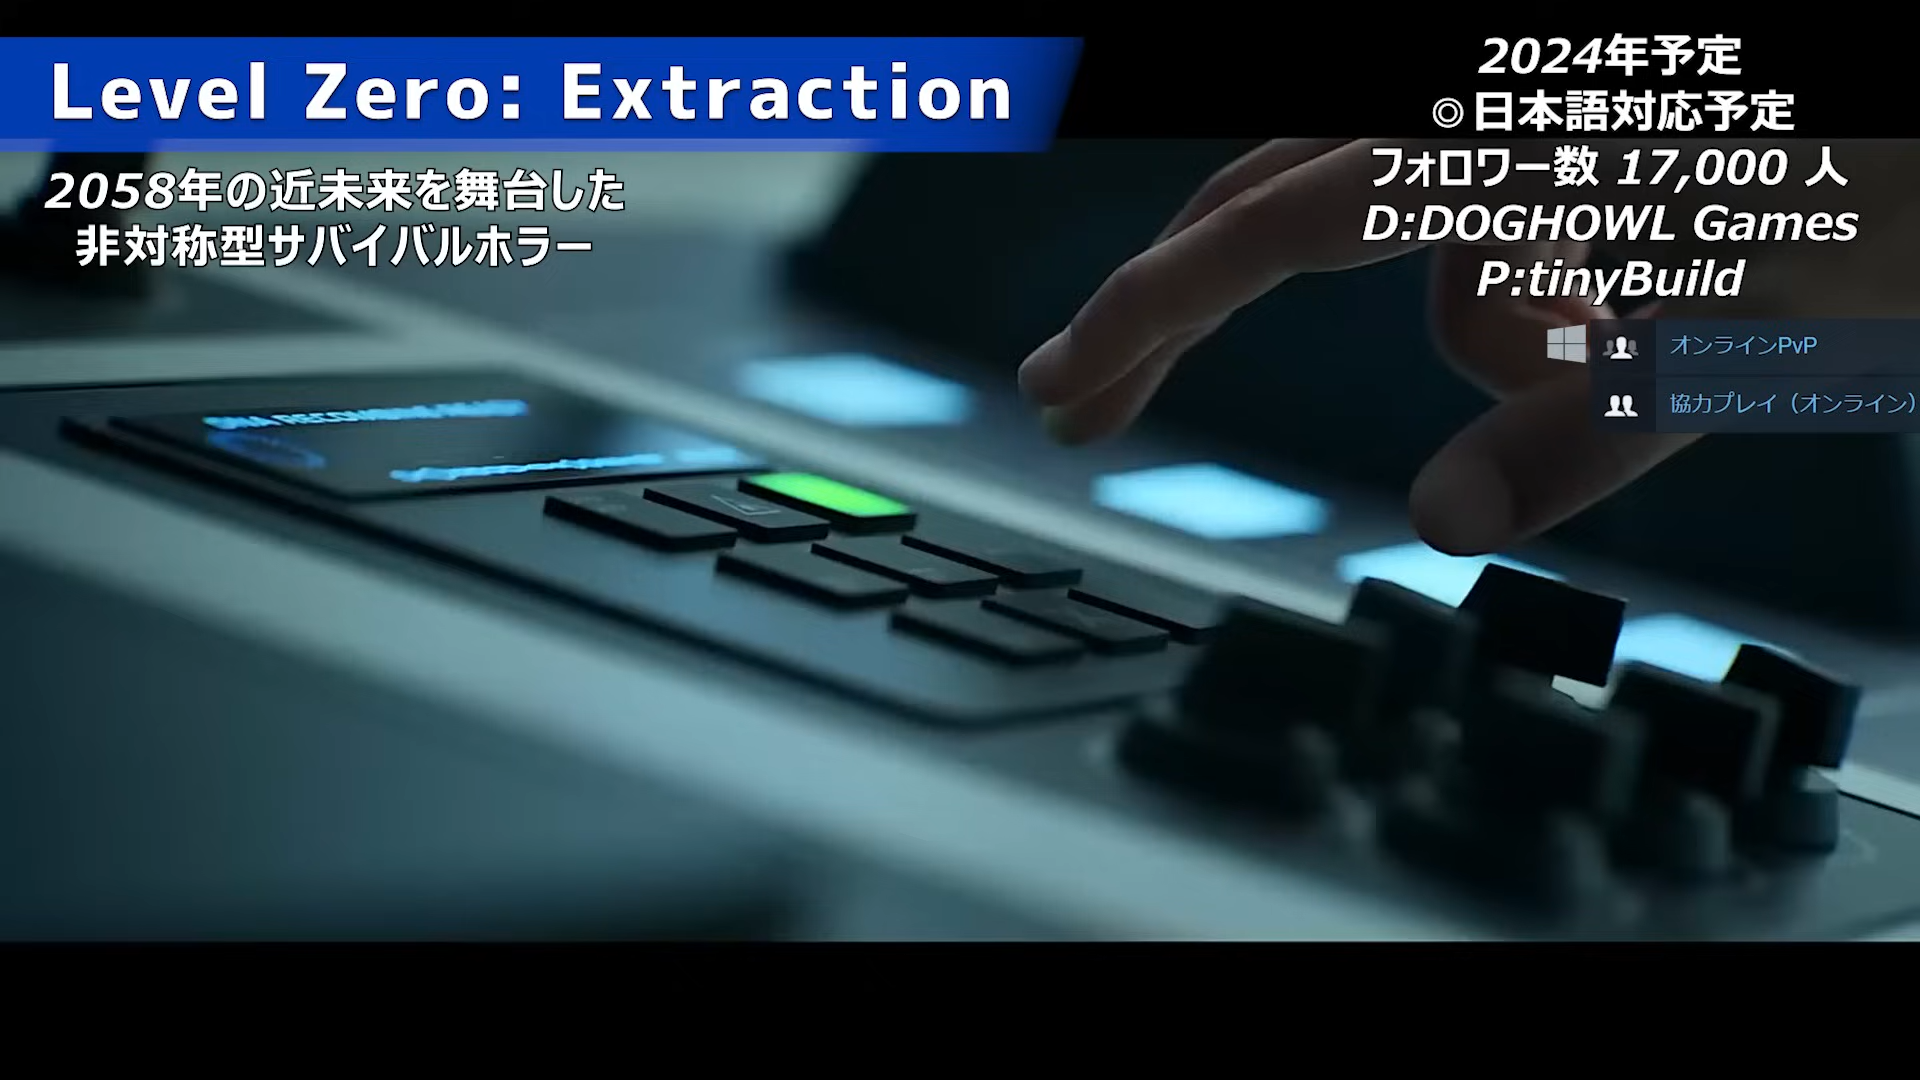 Level Zero: Extraction
2058年の近未来を舞台した
非対称型サバイバルホラー
2024年予定
◎日本語対応予定
フォロワー数 17,000 人
D:DOGHOWL Games
P:tinyBuild
オンラインPvP
協力プレイ（オンライン）